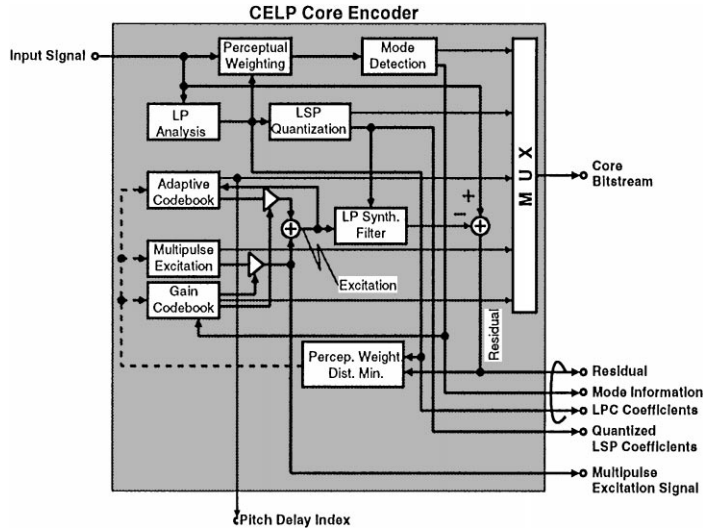 CELP Core Encoder
Input Signal
Perceptual
Weighting
Mode
Detection
LP
Analysis
LSP
Quantization
M U X
Core
Bitstream
Adaptive
Codebook
+
−
+
+
LP Synth.
Filter
Multipulse
Excitation
Excitation
Gain
Codebook
Residual
Percep. Weight.
Dist. Min.
Residual
Mode Information
LPC Coefficients
Quantized
LSP Coefficients
Multipulse
Excitation Signal
Pitch Delay Index